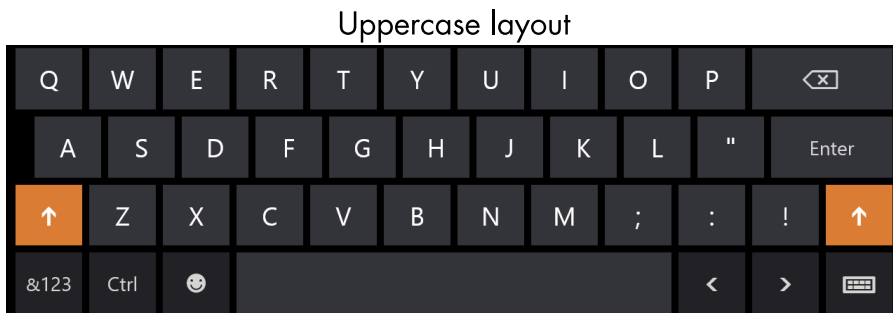 Uppercase layout
Q W E R T Y U I O P
A S D F G H J K L " Enter
Z X C V B N M ; : !
&123 Ctrl < >